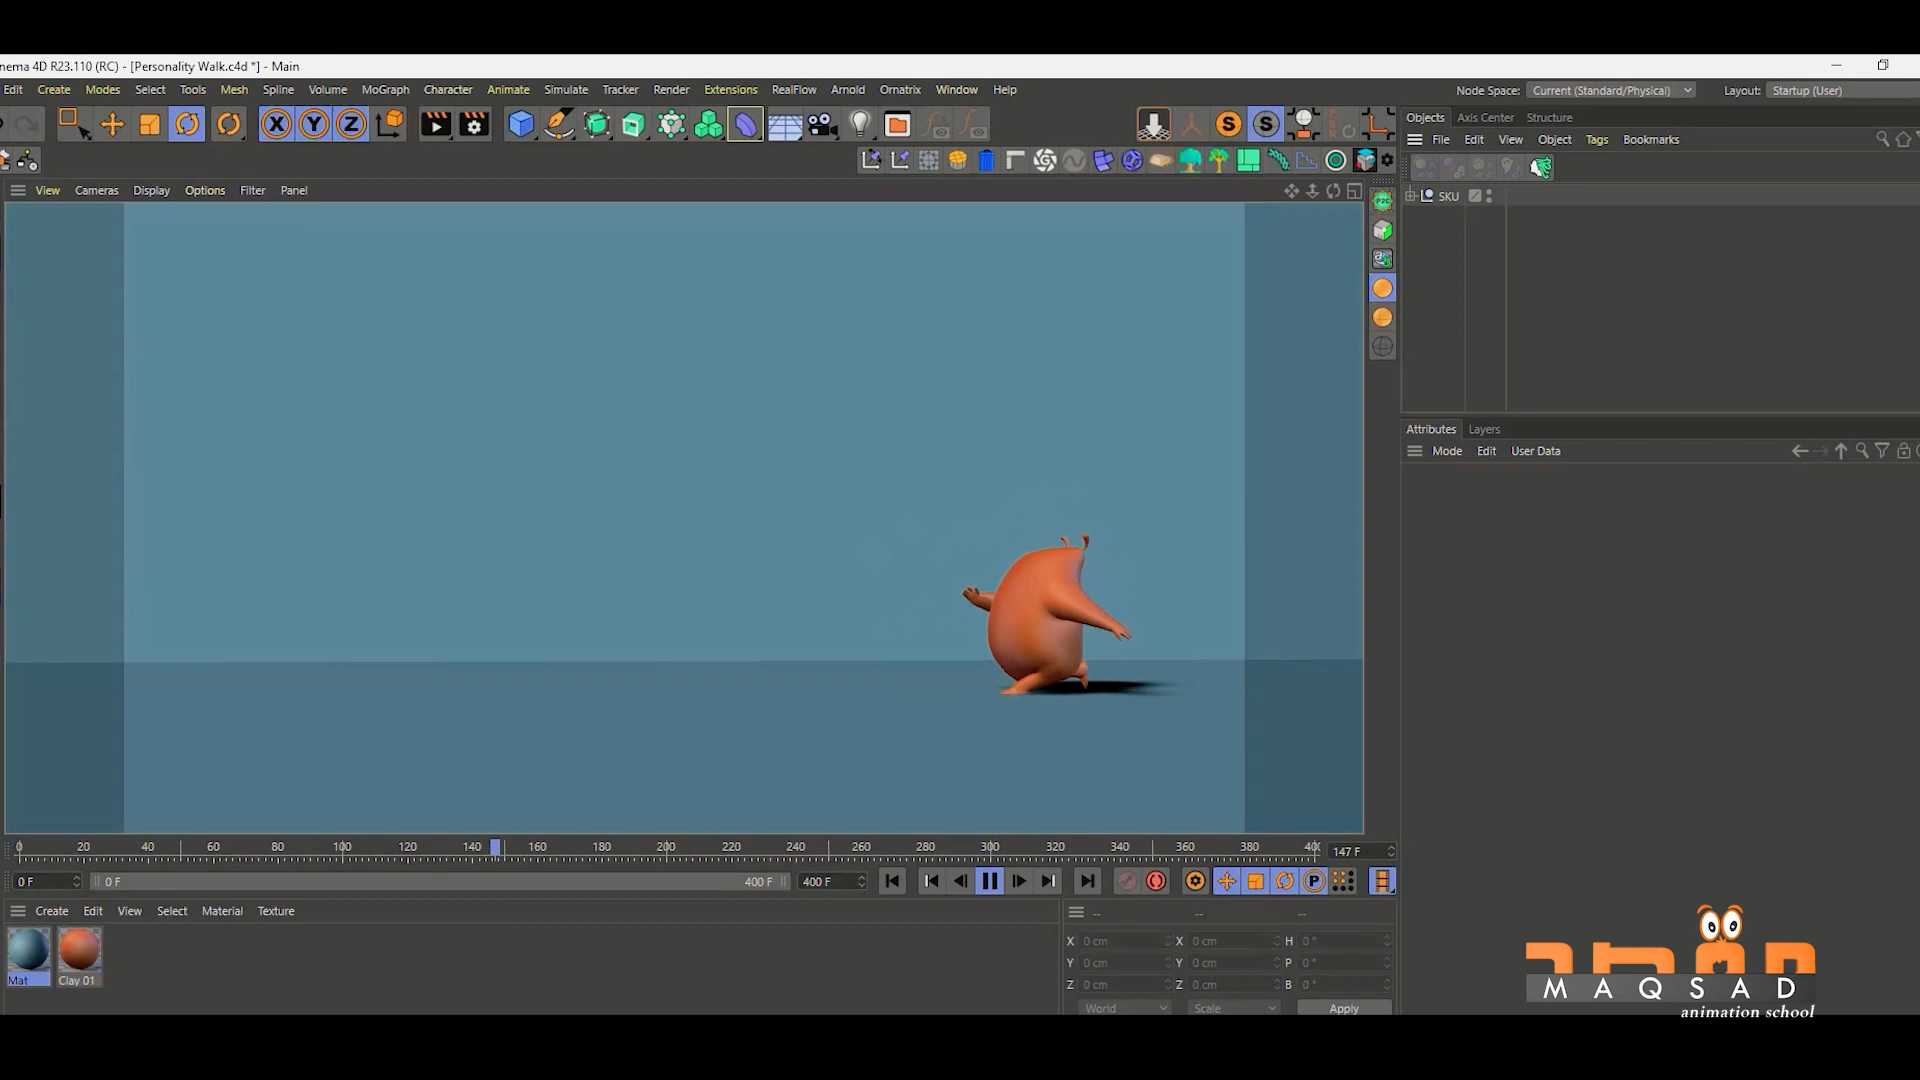 nema 4D R23.110 (RC) - [Personality Walk.c4d *] - Main
Edit Create Modes Select Tools Mesh Spline Volume MoGraph Character Animate Simulate Tracker Render Extensions RealFlow Arnold Ornatrix Window Help
Node Space: Current (Standard/Physical) Layout: Startup (User)
Objects Axis Center Structure
File Edit View Object Tags Bookmarks
X Y Z S S
View Cameras Display Options Filter Panel
SKU
Attributes Layers
Mode Edit User Data
0 20 40 60 80 100 120 140 160 180 200 220 240 260 280 300 320 340 360 380 40
147 F
0 F 0 F 400 F 400 F P
Create Edit View Select Material Texture
-- -- --
X 0 cm X 0 cm H 0 °
Y 0 cm Y 0 cm P 0 °
Z 0 cm Z 0 cm B 0 °
Mat Clay 01
World Scale Apply
MAQSAD
animation school